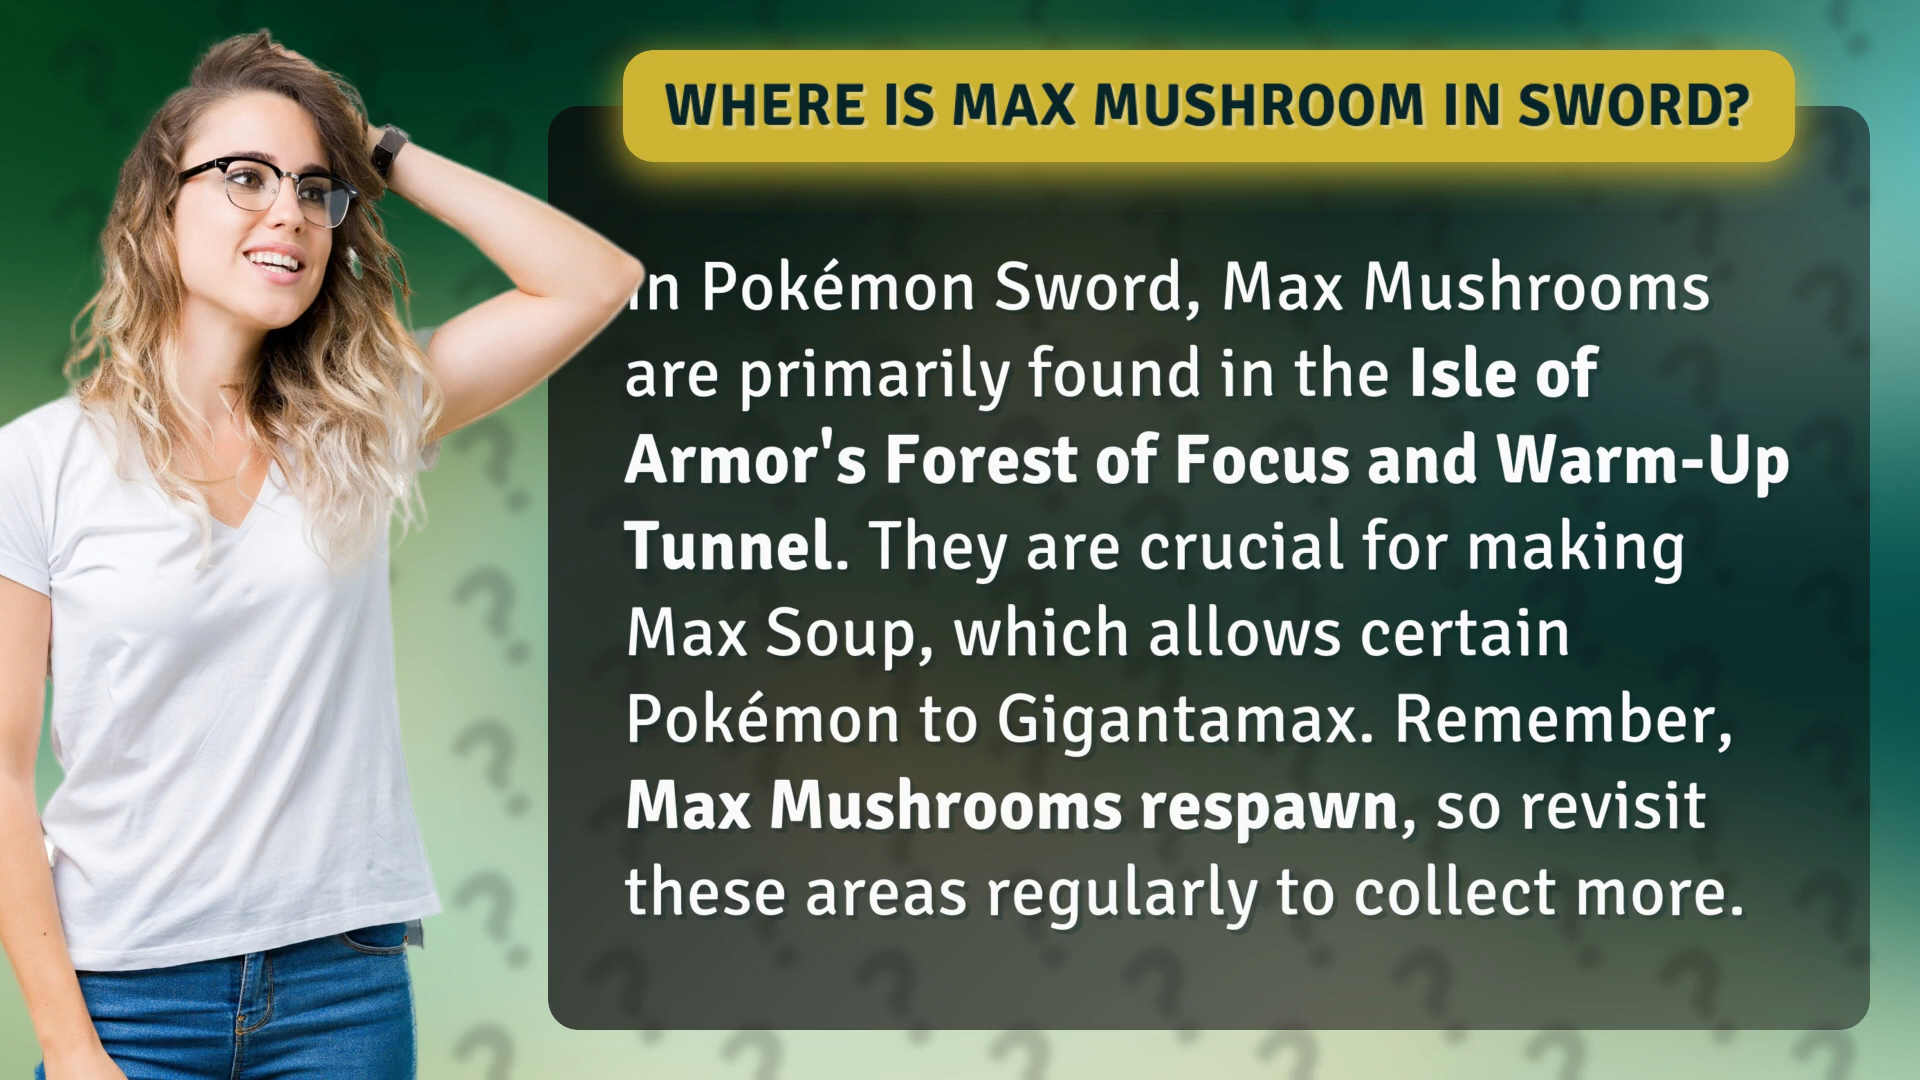 WHERE IS MAX MUSHROOM IN SWORD?
In Pokémon Sword, Max Mushrooms
are primarily found in the Isle of
Armor's Forest of Focus and Warm-Up
Tunnel. They are crucial for making
Max Soup, which allows certain
Pokémon to Gigantamax. Remember,
Max Mushrooms respawn, so revisit
these areas regularly to collect more.